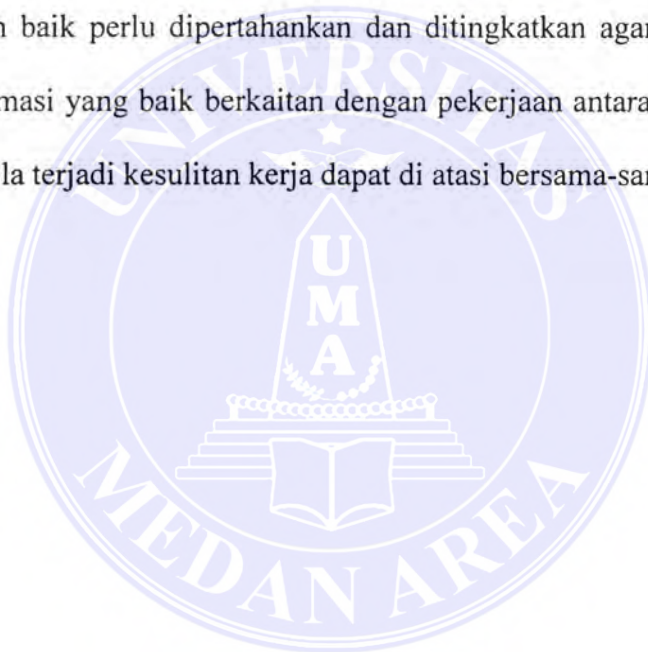 baik perlu dipertahankan dan ditingkatkan agar
masi yang baik berkaitan dengan pekerjaan antara
la terjadi kesulitan kerja dapat di atasi bersama-sa
UNIVERSITAS
U
M
A
MEDAN AREA